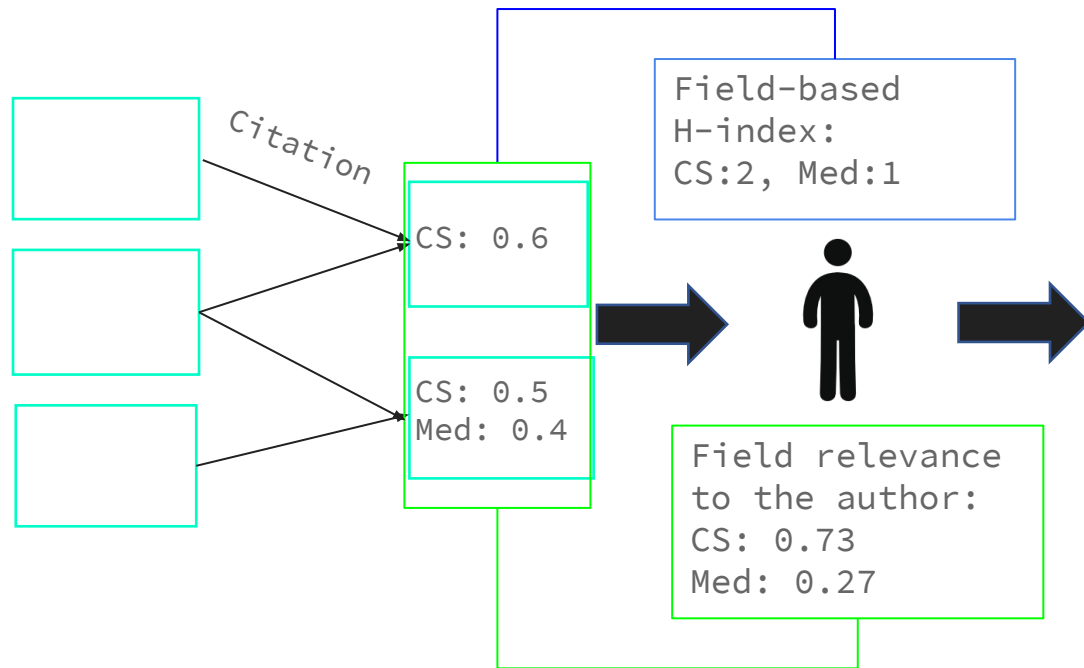 Citation
CS: 0.6
CS: 0.5
Med: 0.4
Field-based
H-index:
CS:2, Med:1
Field relevance
to the author:
CS: 0.73
Med: 0.27